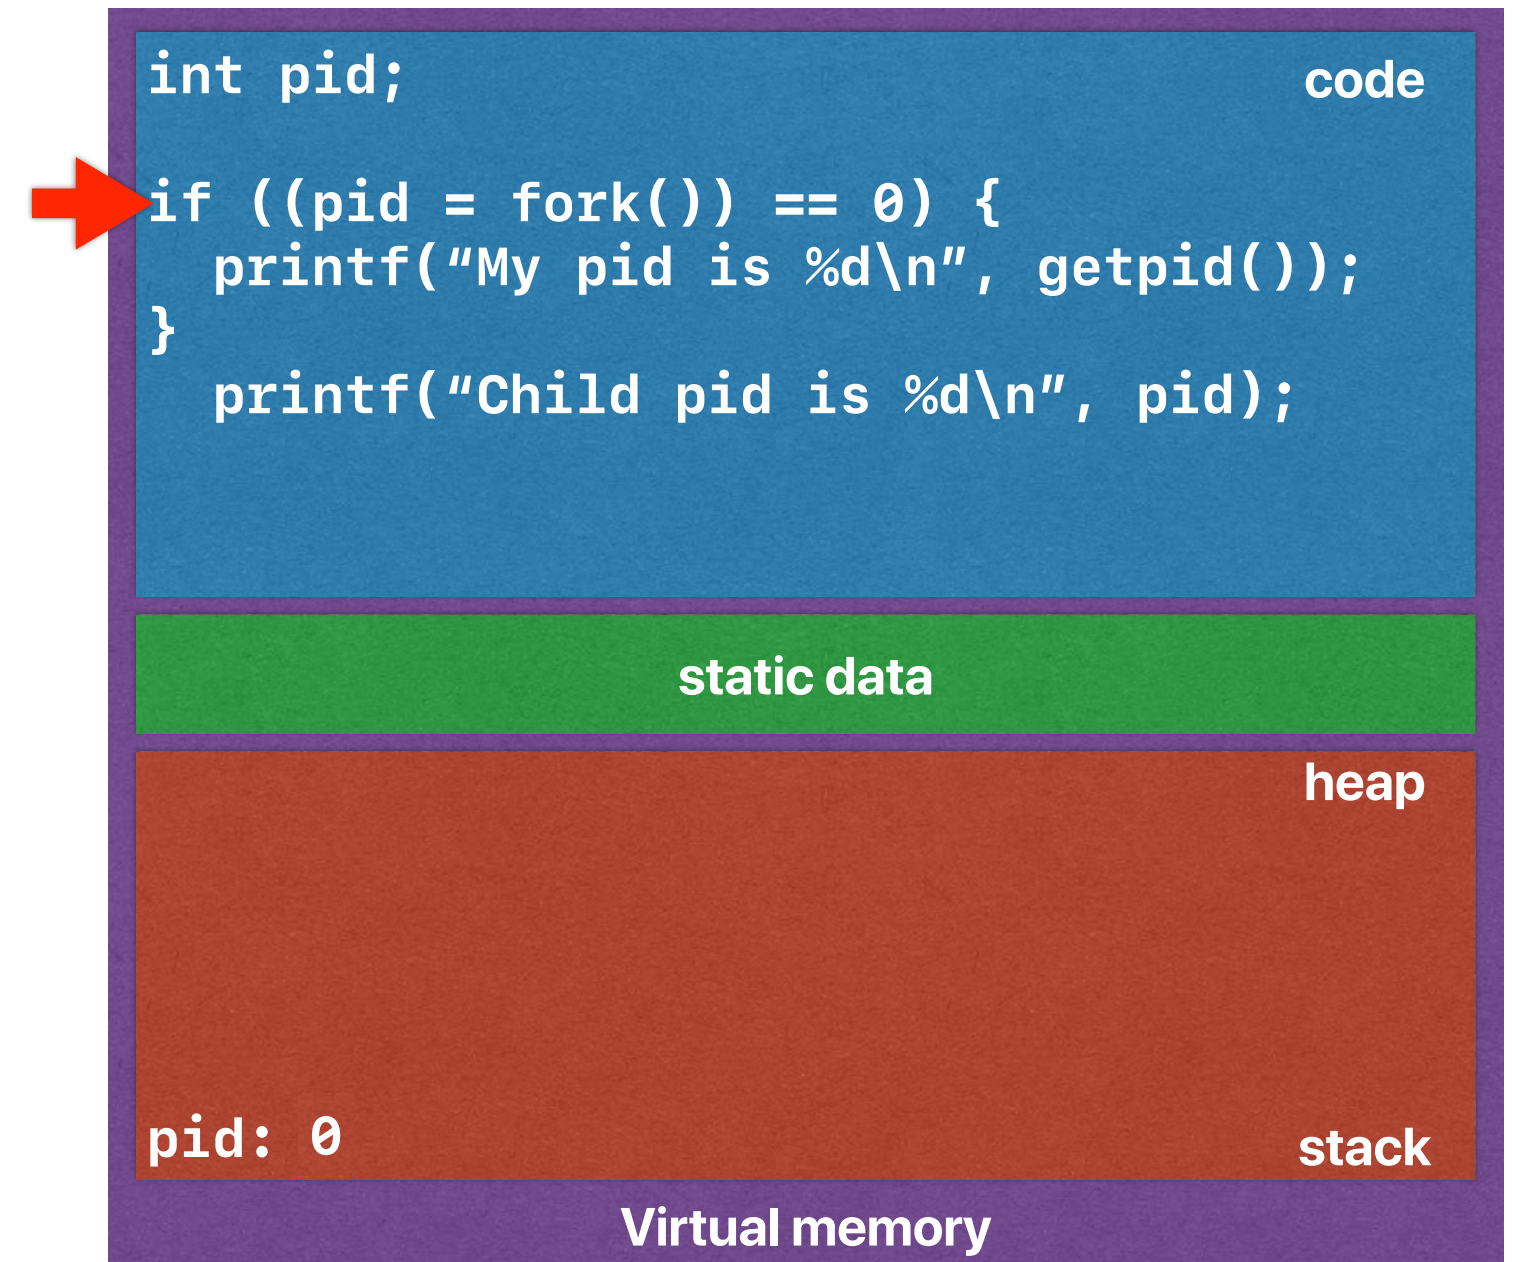 int pid;
code
if ((pid = fork()) == 0) {
  printf(“My pid is %d\n”, getpid());
}
  printf(“Child pid is %d\n”, pid);
static data
heap
pid: 0
stack
Virtual memory